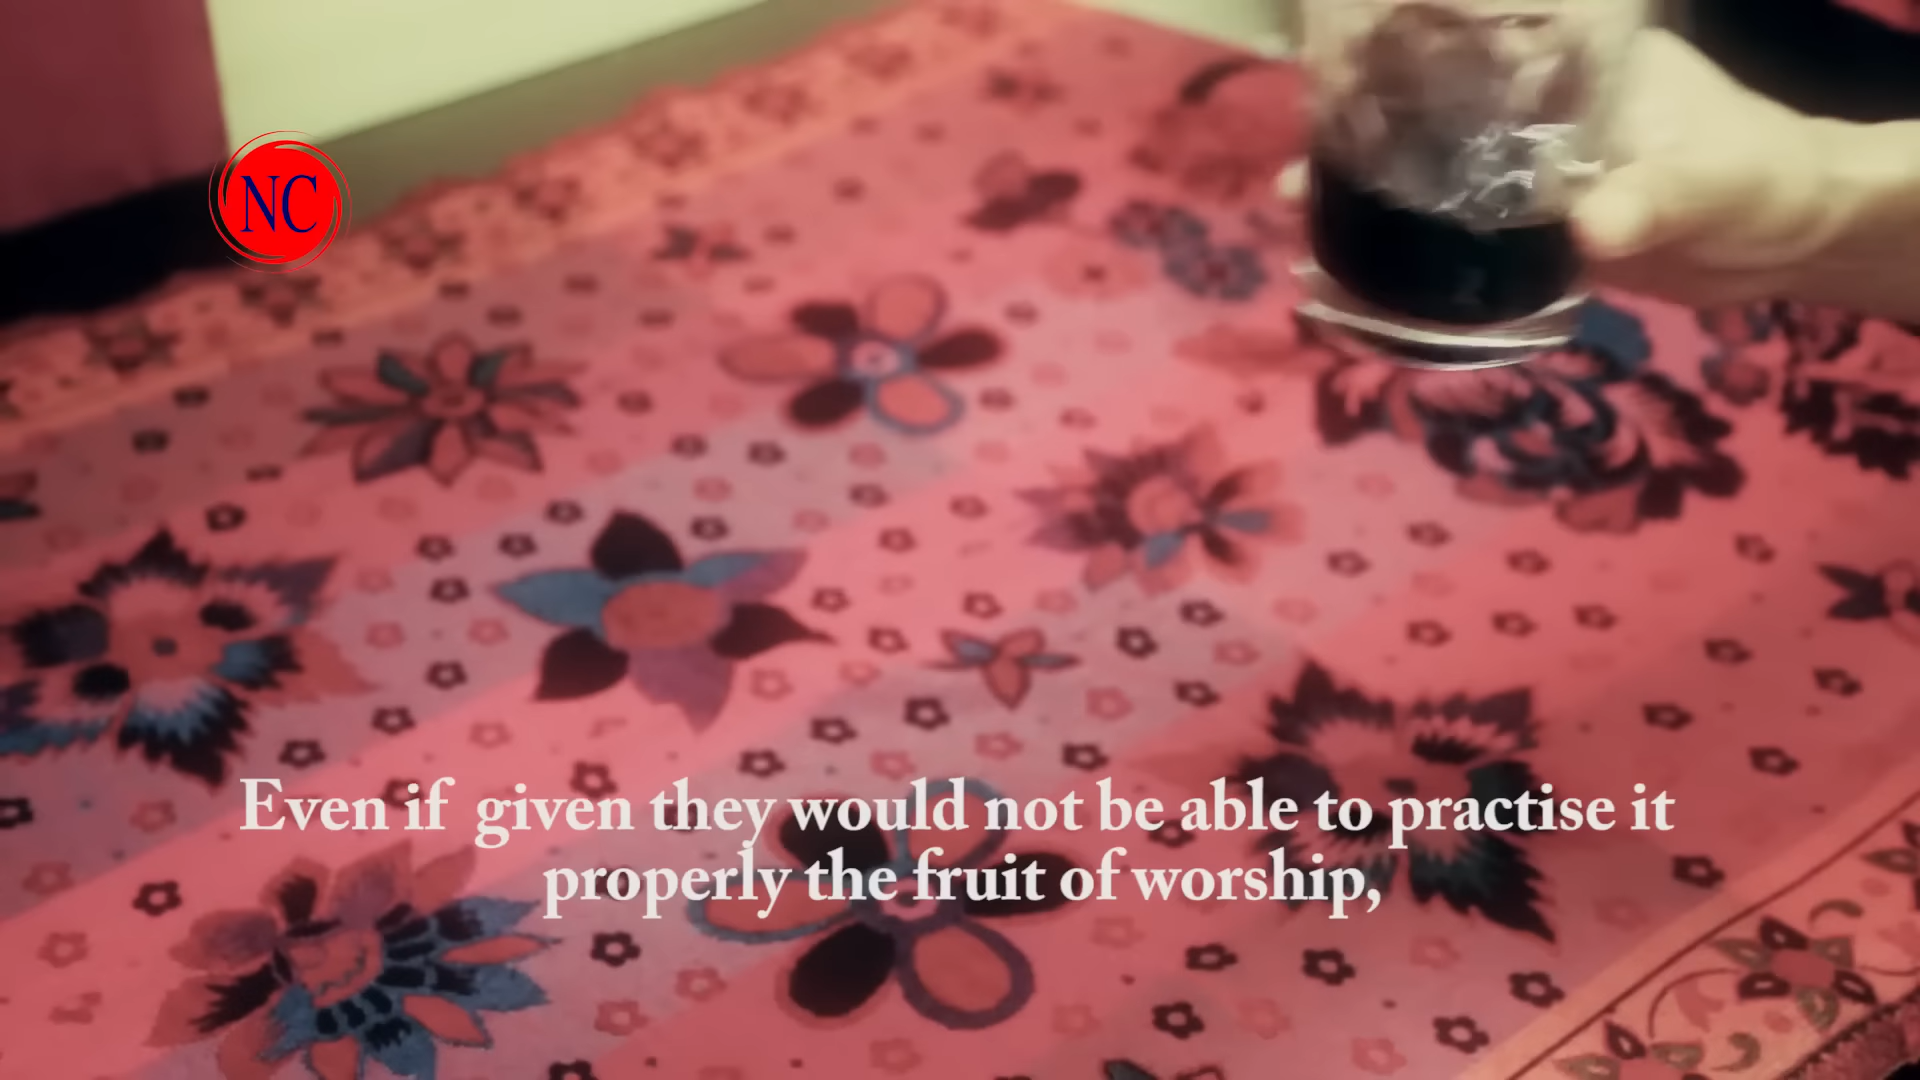 NC
Even if given they would not be able to practise it
properly the fruit of worship,